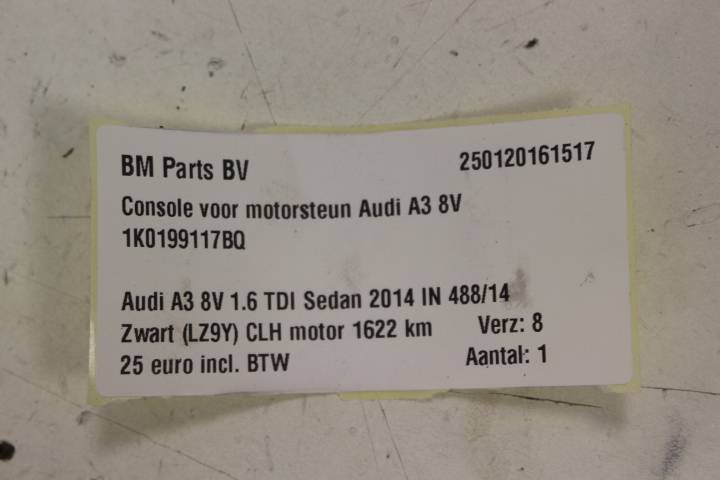 BM Parts BV 250120161517
Console voor motorsteun Audi A3 8V
1K0199117BQ
Audi A3 8V 1.6 TDI Sedan 2014 IN 488/14
Zwart (LZ9Y) CLH motor 1622 km Verz: 8
25 euro incl. BTW Aantal: 1